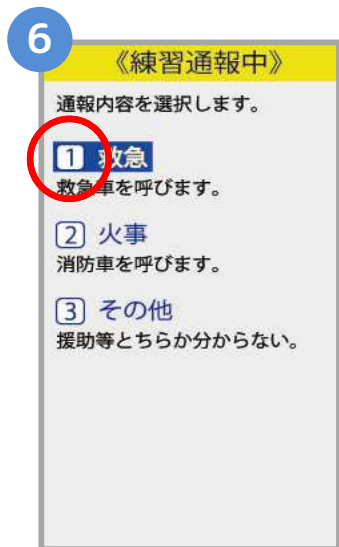 6
《練習通報中》
通報内容を選択します。
1 救急
救急車を呼びます。
2 火事
消防車を呼びます。
3 その他
援助等とちらか分からない。